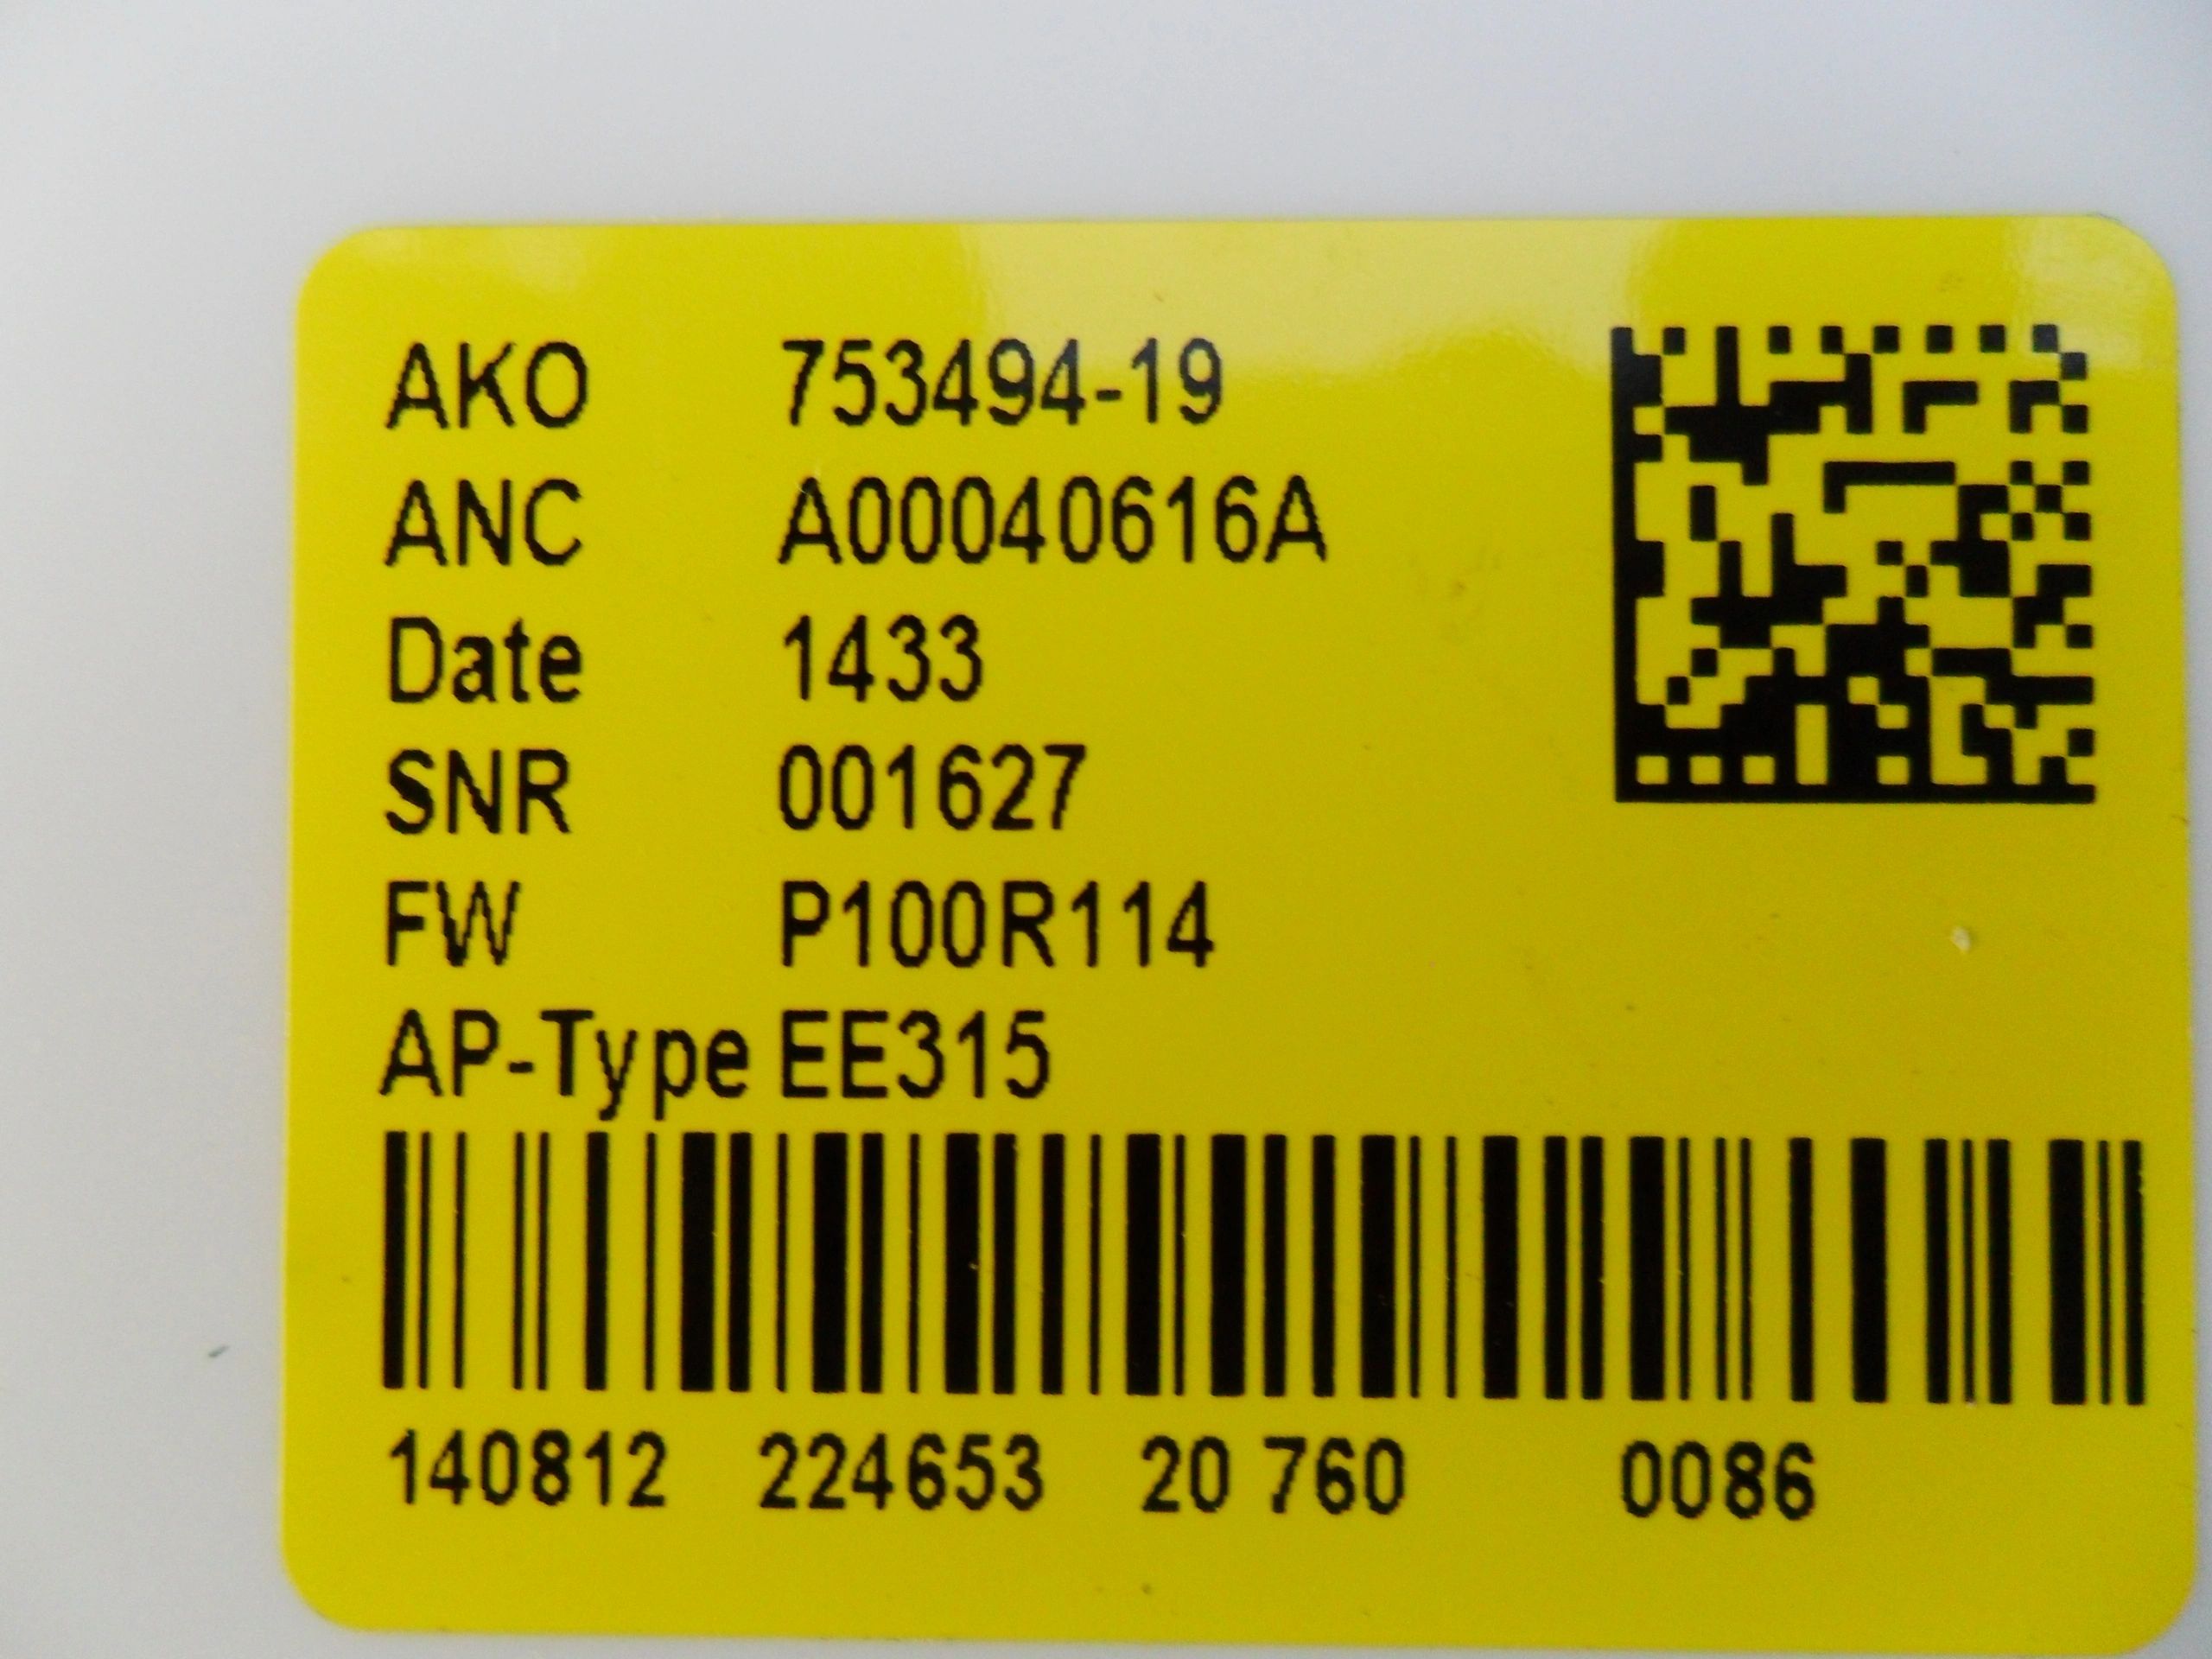 AKO 753494-19
ANC A00040616A
Date 1433
SNR 001627
FW P100R114
AP-Type EE315
140812 224653 20 760 0086